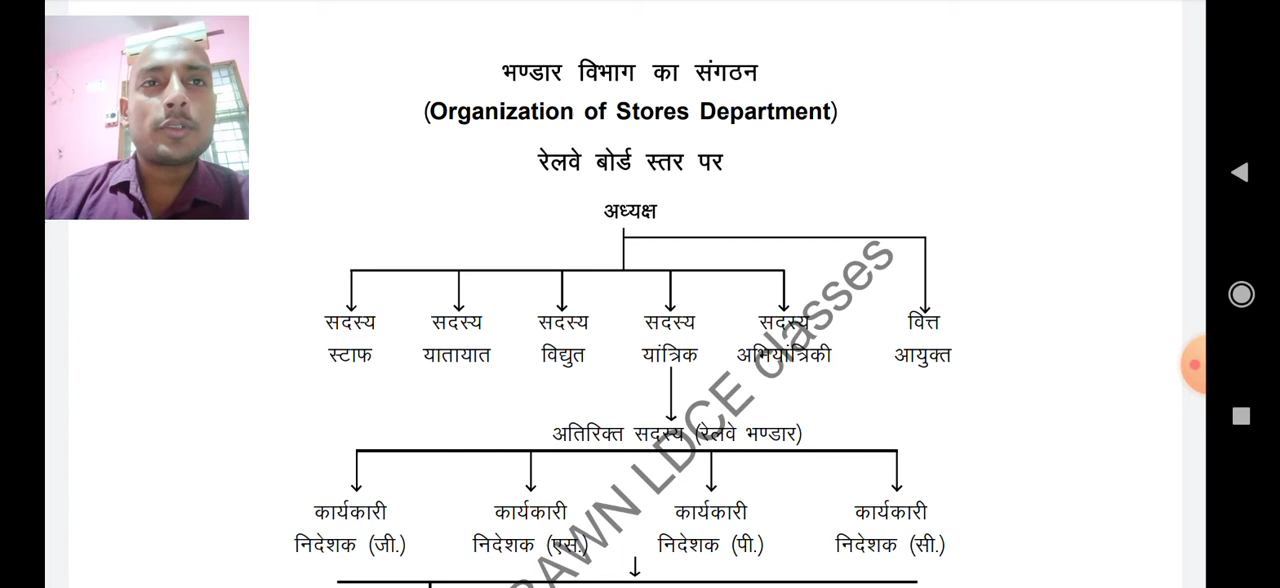 भण्डार विभाग का संगठन
(Organization of Stores Department)
रेलवे बोर्ड स्तर पर
अध्यक्ष
सदस्य सदस्य सदस्य सदस्य सदस्य वित्त
स्टाफ यातायात विद्युत यांत्रिक अभियांत्रिकी आयुक्त
अतिरिक्त सदस्य (रेलवे भण्डार)
कार्यकारी कार्यकारी कार्यकारी कार्यकारी
निदेशक (जी.) निदेशक (एस.) निदेशक (पी.) निदेशक (सी.)
LDCE classes